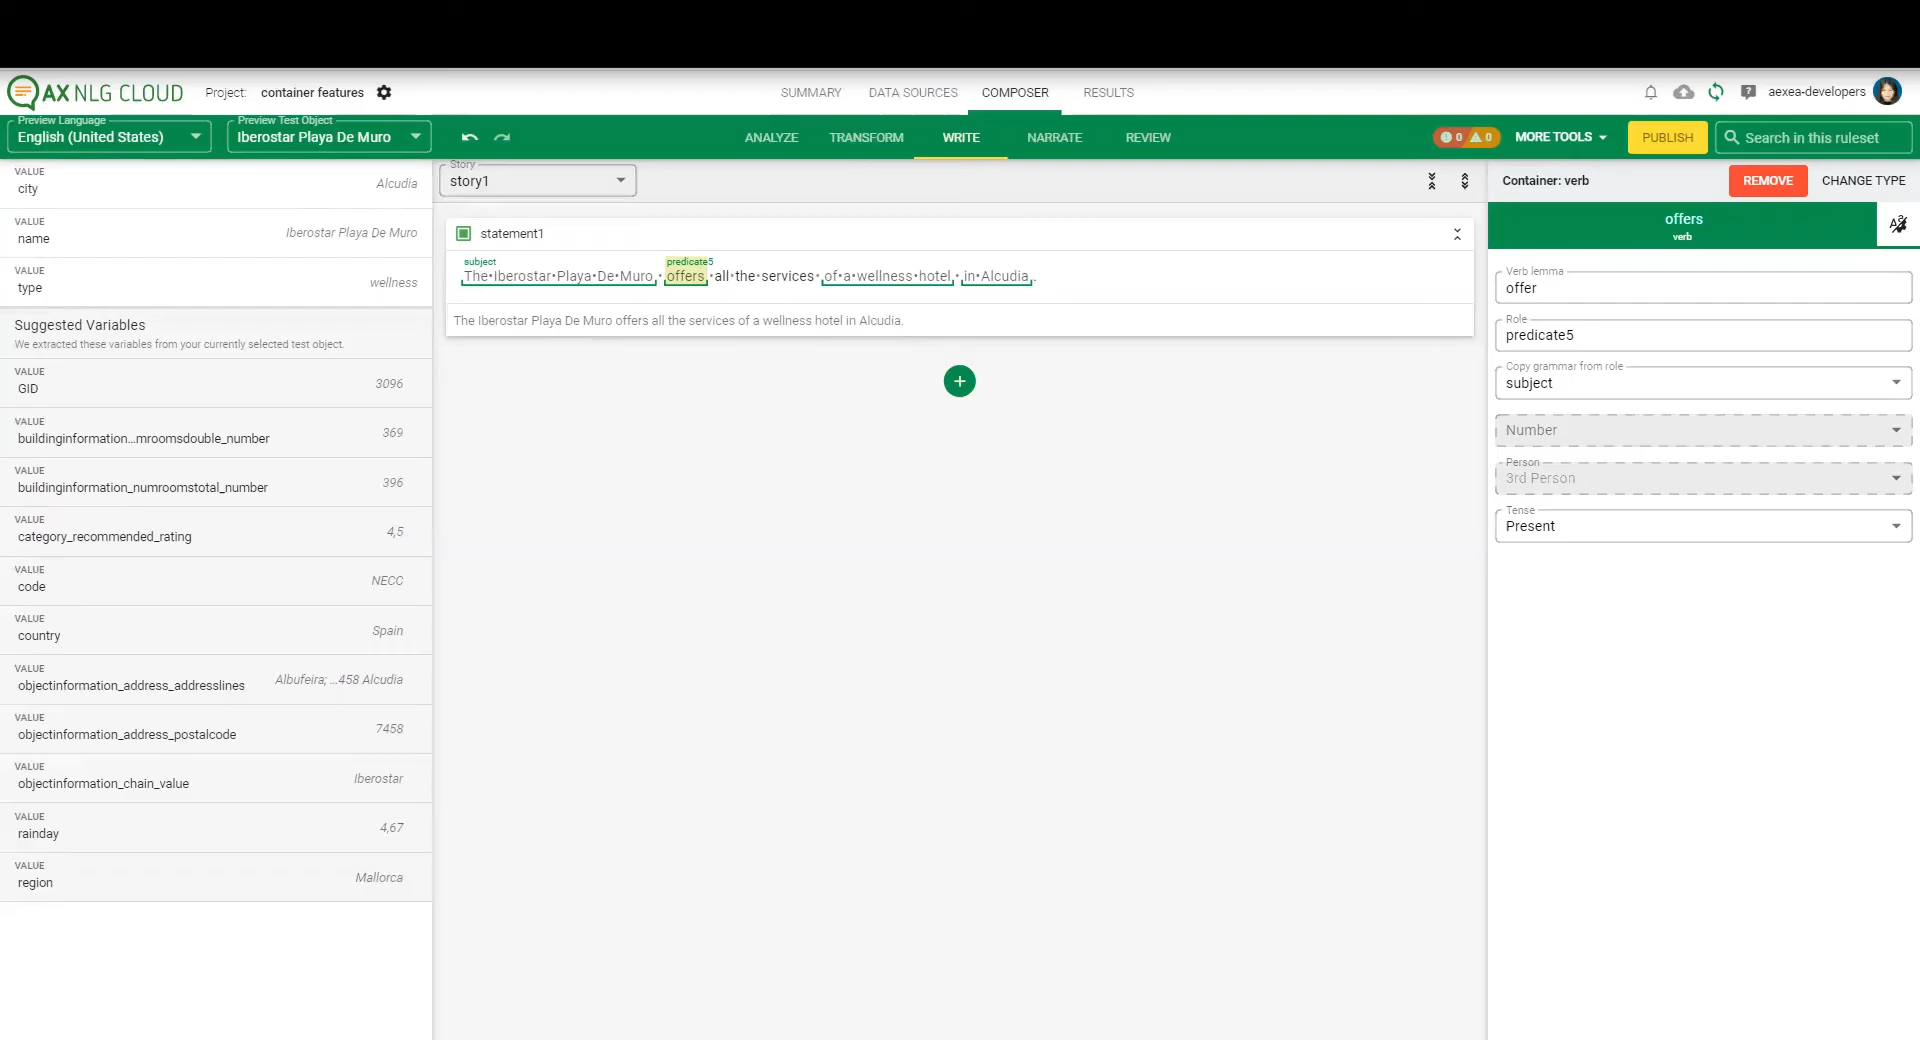 AX NLG CLOUD
Project: container features
SUMMARY DATA SOURCES COMPOSER RESULTS
aexea-developers
Preview Language
English (United States)
Preview Test Object
Iberostar Playa De Muro
ANALYZE TRANSFORM WRITE NARRATE REVIEW
0 0
MORE TOOLS
PUBLISH
Search in this ruleset
VALUE
city Alcudia
VALUE
name Iberostar Playa De Muro
VALUE
type wellness
Suggested Variables
We extracted these variables from your currently selected test object.
VALUE
GID 3096
VALUE
buildinginformation...mroomsdouble_number 369
VALUE
buildinginformation_numroomstotal_number 396
VALUE
category_recommended_rating 4,5
VALUE
code NECC
VALUE
country Spain
VALUE
objectinformation_address_addresslines Albufeira; ...458 Alcudia
VALUE
objectinformation_address_postalcode 7458
VALUE
objectinformation_chain_value Iberostar
VALUE
rainday 4,67
VALUE
region Mallorca
Story
story1
statement1
subject predicate5
The·Iberostar·Playa·De·Muro·offers·all·the·services·of·a·wellness·hotel·in·Alcudia.
The Iberostar Playa De Muro offers all the services of a wellness hotel in Alcudia.
Container: verb
REMOVE
CHANGE TYPE
offers
verb
Verb lemma
offer
Role
predicate5
Copy grammar from role
subject
Number
Person
3rd Person
Tense
Present